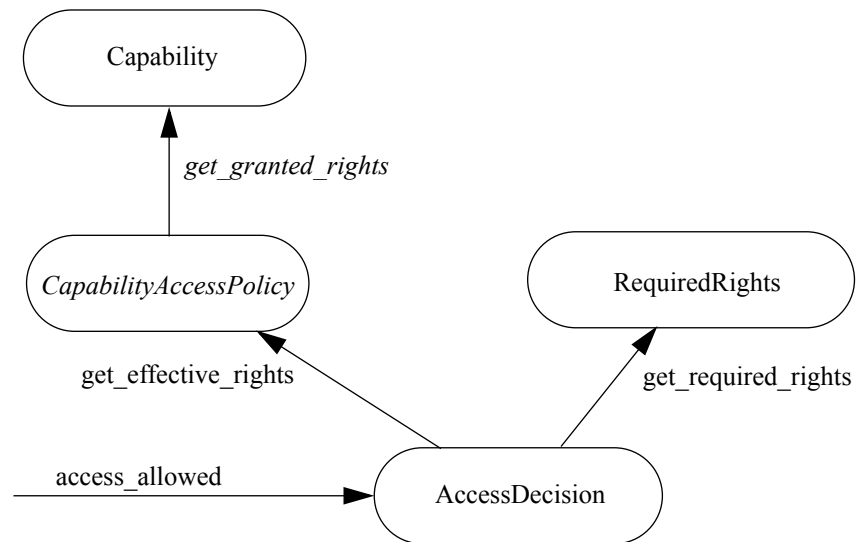 Capability
get_granted_rights
CapabilityAccessPolicy
RequiredRights
get_effective_rights
get_required_rights
access_allowed
AccessDecision